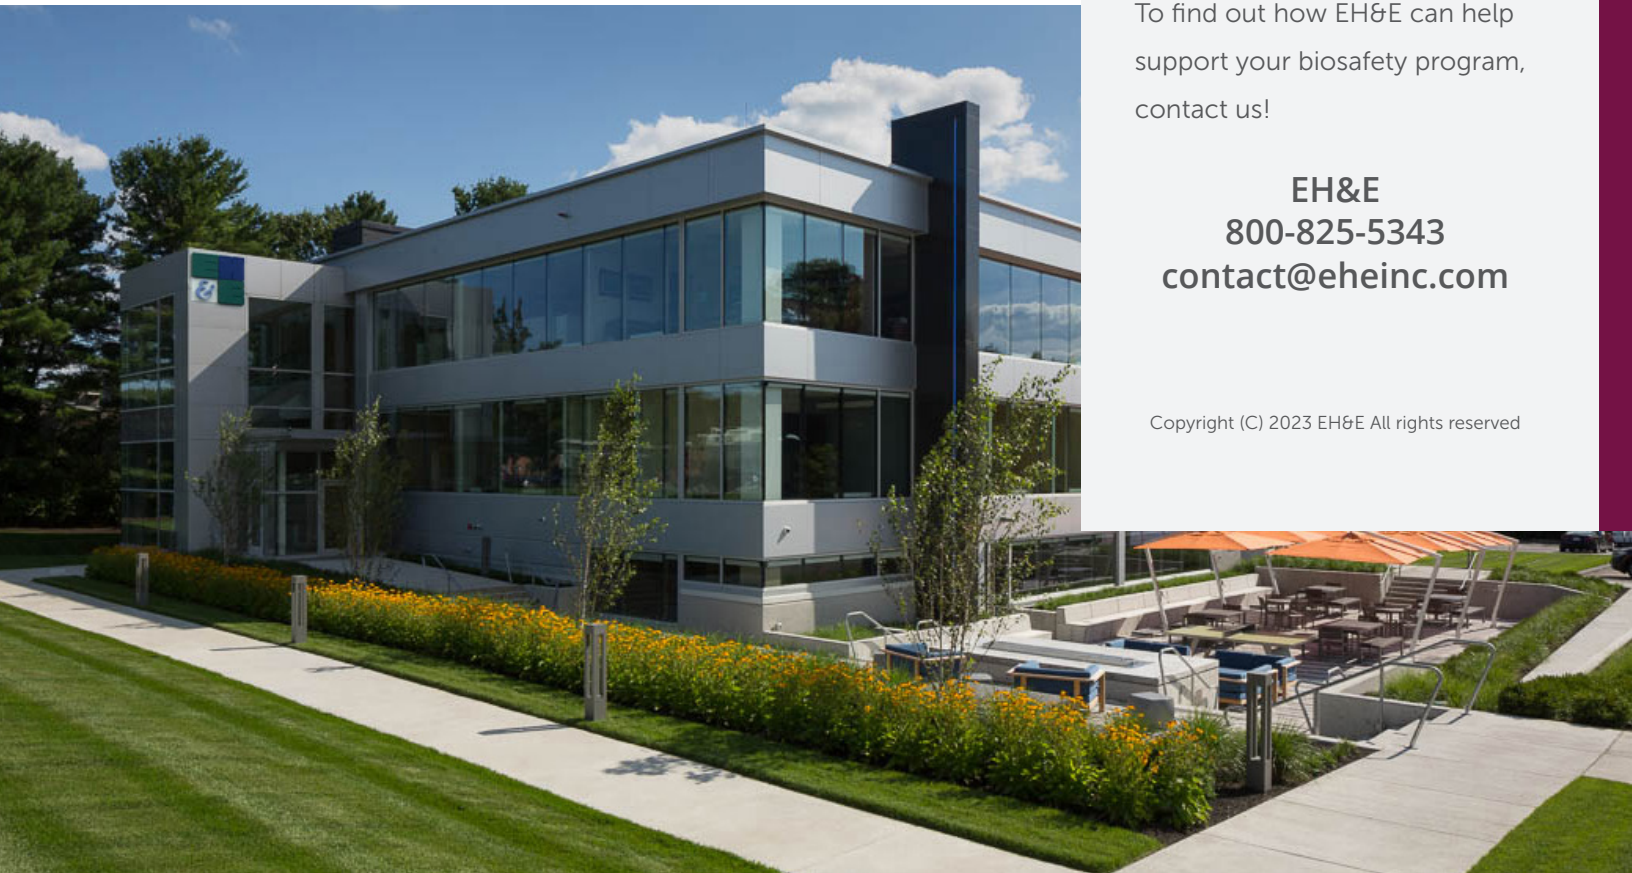 To find out how EH&E can help
support your biosafety program,
contact us!
EH&E
800-825-5343
contact@eheinc.com
Copyright (C) 2023 EH&E All rights reserved
EH
&E